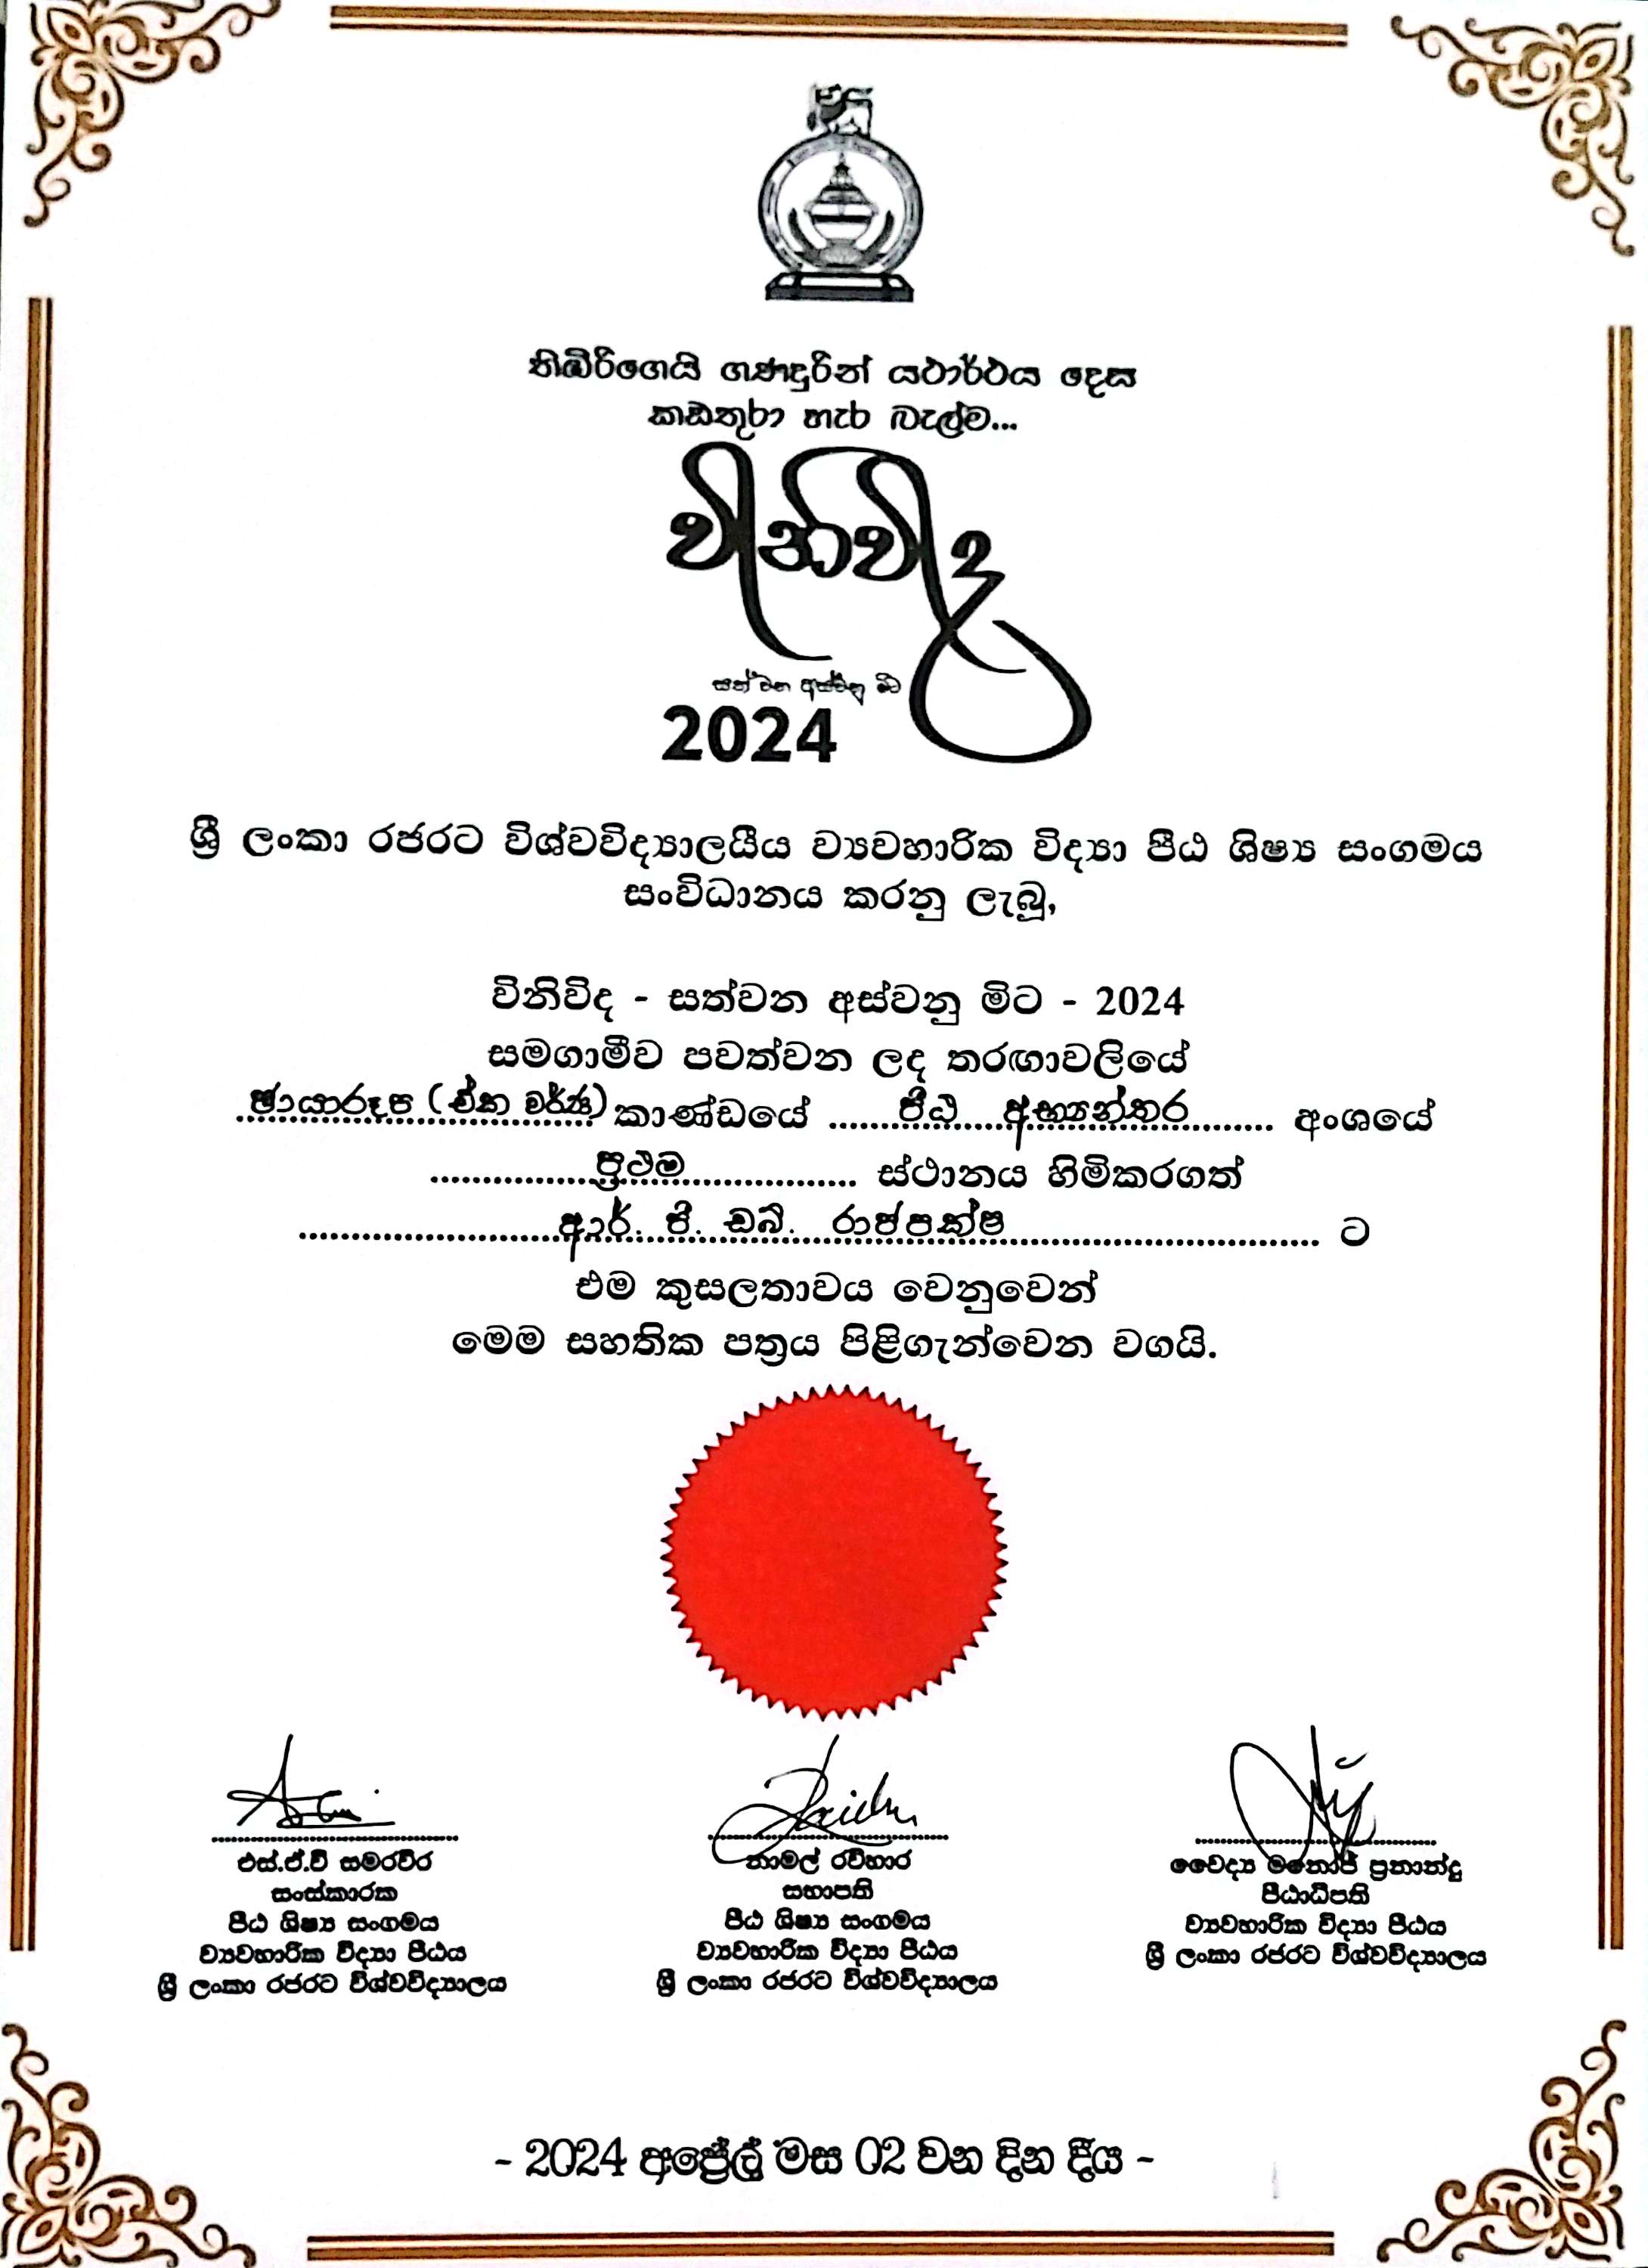 තිඹිරිගෙයි ගණදුරින් යථාර්ථය දෙස
කඩතුරා හැර බැල්ම...
විනිවිද
සත්වන අස්වනු මිට
2024
ශ්‍රී ලංකා රජරට විශ්වවිද්‍යාලයීය ව්‍යවහාරික විද්‍යා පීඨ ශිෂ්‍ය සංගමය
සංවිධානය කරනු ලැබූ,
විනිවිද - සත්වන අස්වනු මිට - 2024
සමගාමීව පවත්වන ලද තරඟාවලියේ
ඡායාරූප (ඒක වර්ණ) කාණ්ඩයේ පීඨ අභ්‍යන්තර අංශයේ
ප්‍රථම ස්ථානය හිමිකරගත්
ආර්. පී. ඩබ්. රාජපක්ෂ ට
එම කුසලතාවය වෙනුවෙන්
මෙම සහතික පත්‍රය පිළිගැන්වෙන වගයි.
එස්.ඒ.වී සමරවීර
සංස්කාරක
පීඨ ශිෂ්‍ය සංගමය
ව්‍යවහාරික විද්‍යා පීඨය
ශ්‍රී ලංකා රජරට විශ්වවිද්‍යාලය
නාමල් රවිහාර
සභාපති
පීඨ ශිෂ්‍ය සංගමය
ව්‍යවහාරික විද්‍යා පීඨය
ශ්‍රී ලංකා රජරට විශ්වවිද්‍යාලය
වෛද්‍ය මනෝජ් ප්‍රනාන්දු
පීඨාධිපති
ව්‍යවහාරික විද්‍යා පීඨය
ශ්‍රී ලංකා රජරට විශ්වවිද්‍යාලය
- 2024 අප්‍රේල් මස 02 වන දින දීය -